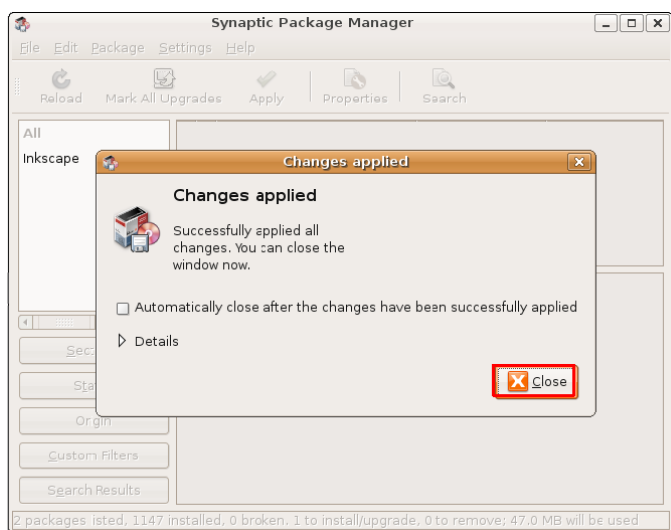 Synaptic Package Manager
File Edit Package Settings Help
Reload Mark All Upgrades Apply Properties Search
All
Inkscape
Changes applied
Changes applied
Successfully applied all
changes. You can close the
window now.
Automatically close after the changes have been successfully applied
Details
Close
Origin
Custom Filters
Search Results
2 packages listed, 1147 installed, 0 broken. 1 to install/upgrade, 0 to remove; 47.0 MB will be used